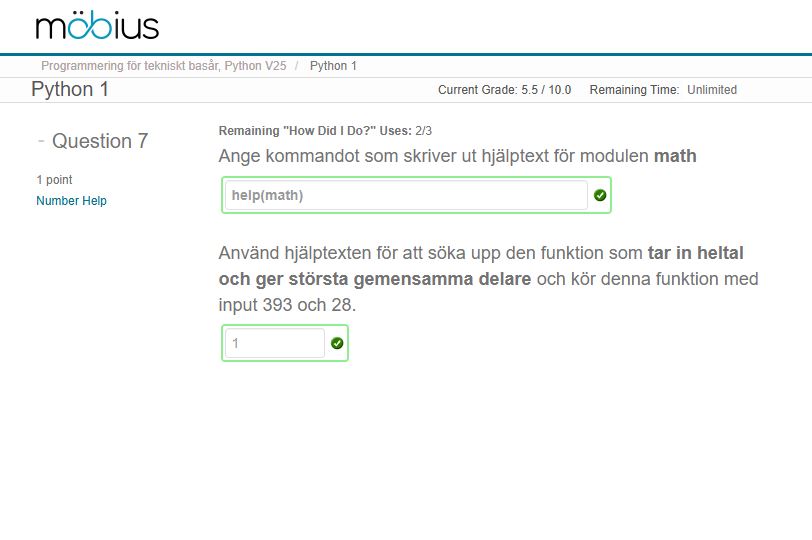 möbius
Programmering för tekniskt basår, Python V25 / Python 1
Python 1 Current Grade: 5.5 / 10.0 Remaining Time: Unlimited
- Question 7
1 point
Number Help
Remaining "How Did I Do?" Uses: 2/3
Ange kommandot som skriver ut hjälptext för modulen math
help(math)
Använd hjälptexten för att söka upp den funktion som tar in heltal
och ger största gemensamma delare och kör denna funktion med
input 393 och 28.
1